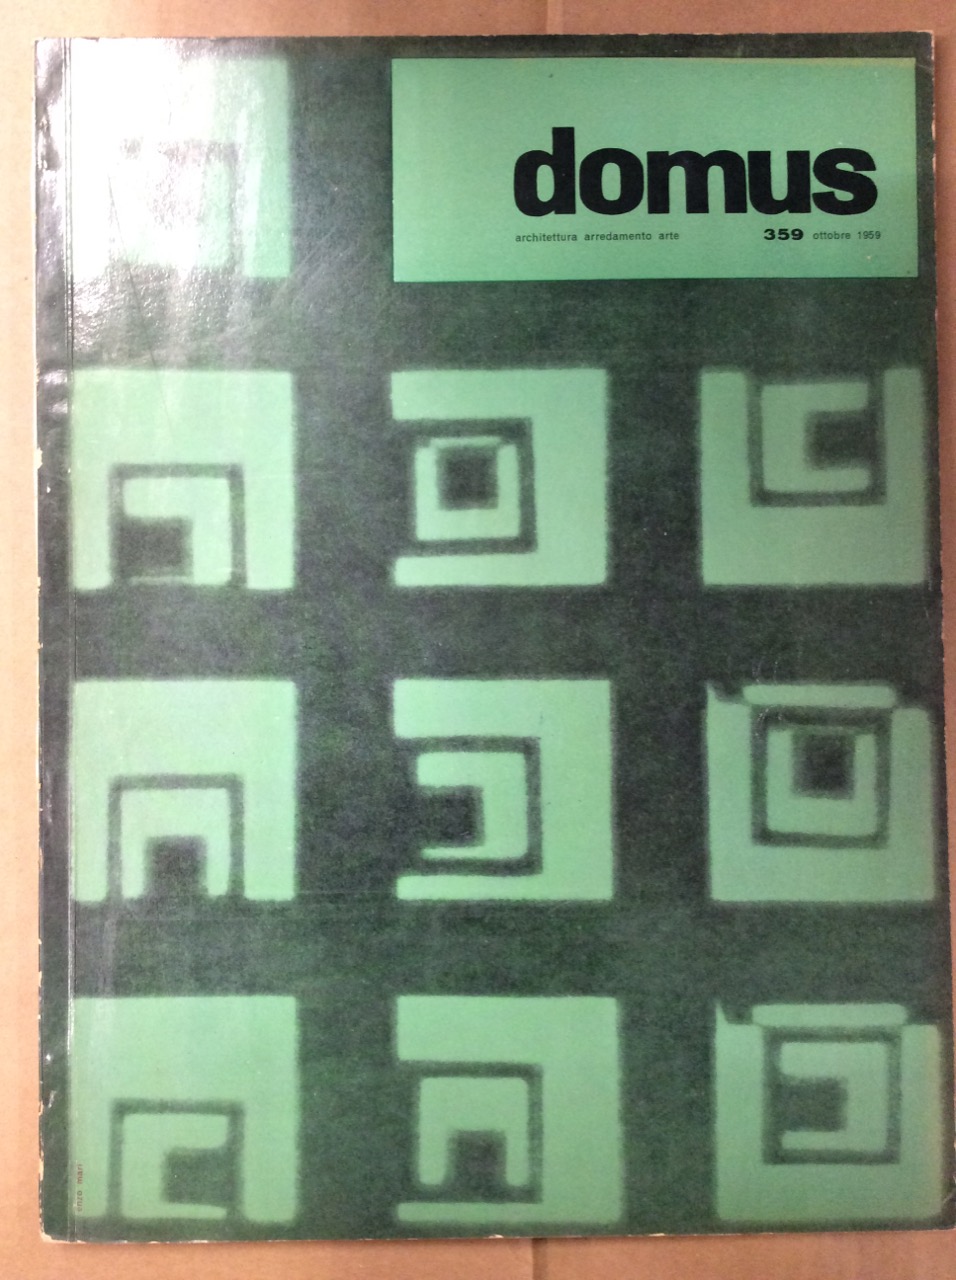 domus
architettura arredamento arte 359 ottobre 1959
enzo mari